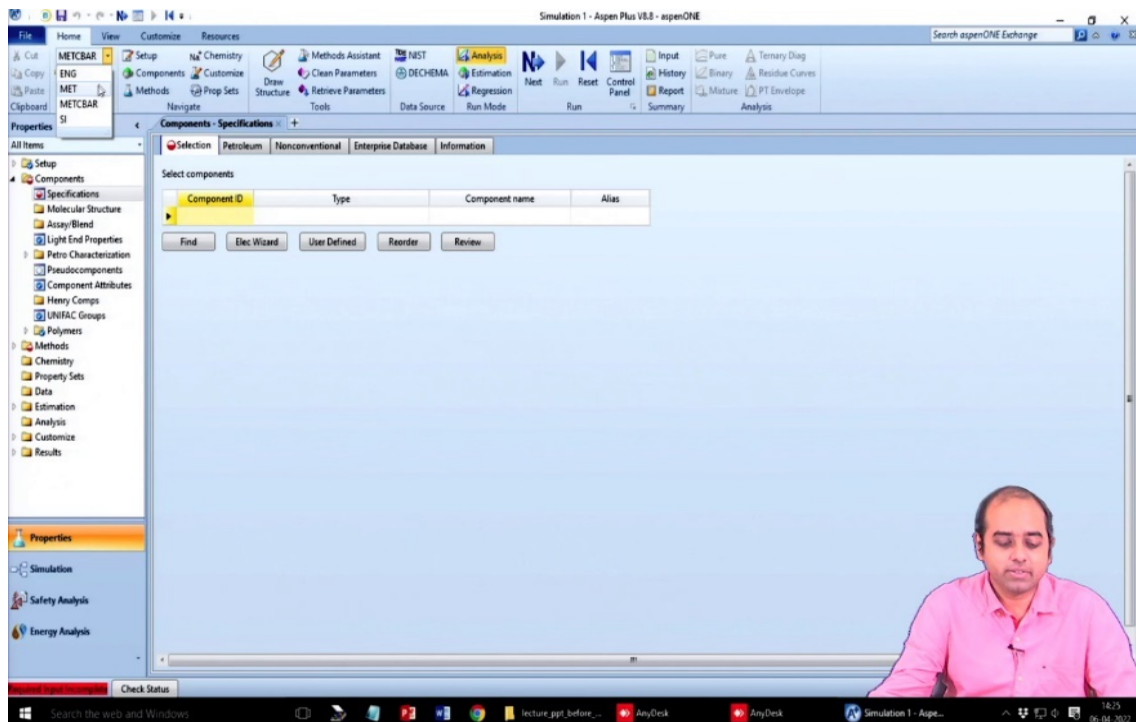 Simulation 1 - Aspen Plus V8.8 - aspenONE
File Home View Customize Resources Search aspenONE Exchange
Cut METCBAR Setup Chemistry Methods Assistant NIST Analysis Input Pure Ternary Diag
Copy ENG Components Customize Clean Parameters DECHEMA Estimation History Binary Residue Curves
Paste MET Methods Prop Sets Draw Structure Retrieve Parameters Regression Next Run Reset Control Panel Report Mixture PT Envelope
METCBAR
SI
Clipboard Navigate Tools Data Source Run Mode Run Summary Analysis
Properties Components - Specifications +
All Items Selection Petroleum Nonconventional Enterprise Database Information
Setup
Components
Specifications
Molecular Structure
Assay/Blend
Light End Properties
Petro Characterization
Pseudocomponents
Component Attributes
Henry Comps
UNIFAC Groups
Polymers
Methods
Chemistry
Property Sets
Data
Estimation
Analysis
Customize
Results
Select components
Component ID Type Component name Alias
Find Elec Wizard User Defined Reorder Review
Properties
Simulation
Safety Analysis
Energy Analysis
Required Input Incomplete Check Status
Search the web and Windows lecture_ppt_before_... AnyDesk AnyDesk Simulation 1 - Aspe... 14:25
06-04-2022